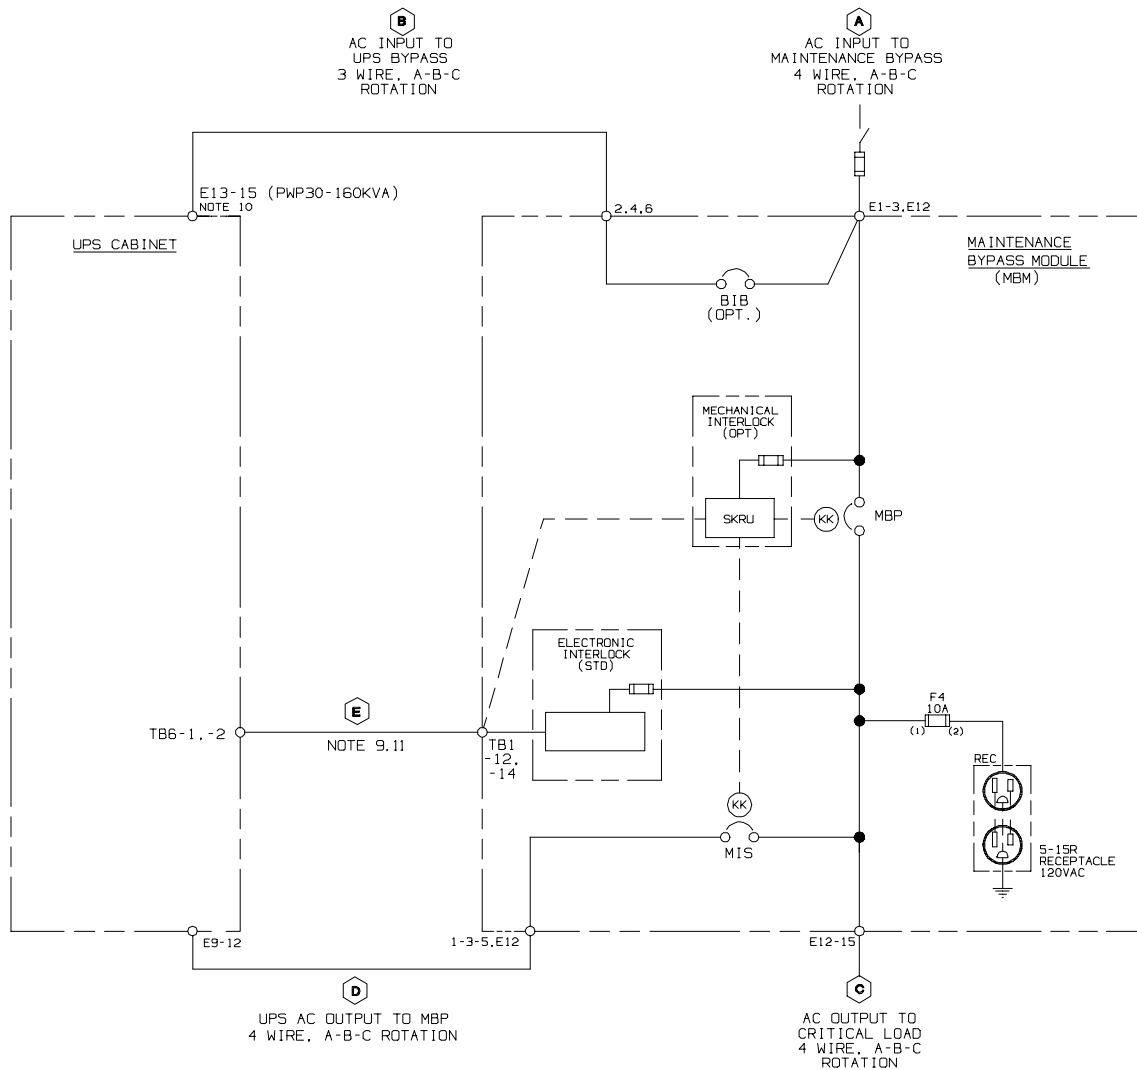 B
AC INPUT TO
UPS BYPASS
3 WIRE, A-B-C
ROTATION
A
AC INPUT TO
MAINTENANCE BYPASS
4 WIRE, A-B-C
ROTATION
E13-15 (PWP30-160KVA)
NOTE 10
2,4,6
E1-3,E12
UPS CABINET
MAINTENANCE
BYPASS MODULE
(MBM)
BIB
(OPT.)
MECHANICAL
INTERLOCK
(OPT)
SKRU
KK
MBP
ELECTRONIC
INTERLOCK
(STD)
E
TB6-1,-2
NOTE 9,11
TB1
-12,
-14
F4
10A
(1)
(2)
REC
KK
MIS
5-15R
RECEPTACLE
120VAC
E9-12
1-3-5,E12
E12-15
D
UPS AC OUTPUT TO MBP
4 WIRE, A-B-C ROTATION
C
AC OUTPUT TO
CRITICAL LOAD
4 WIRE, A-B-C
ROTATION